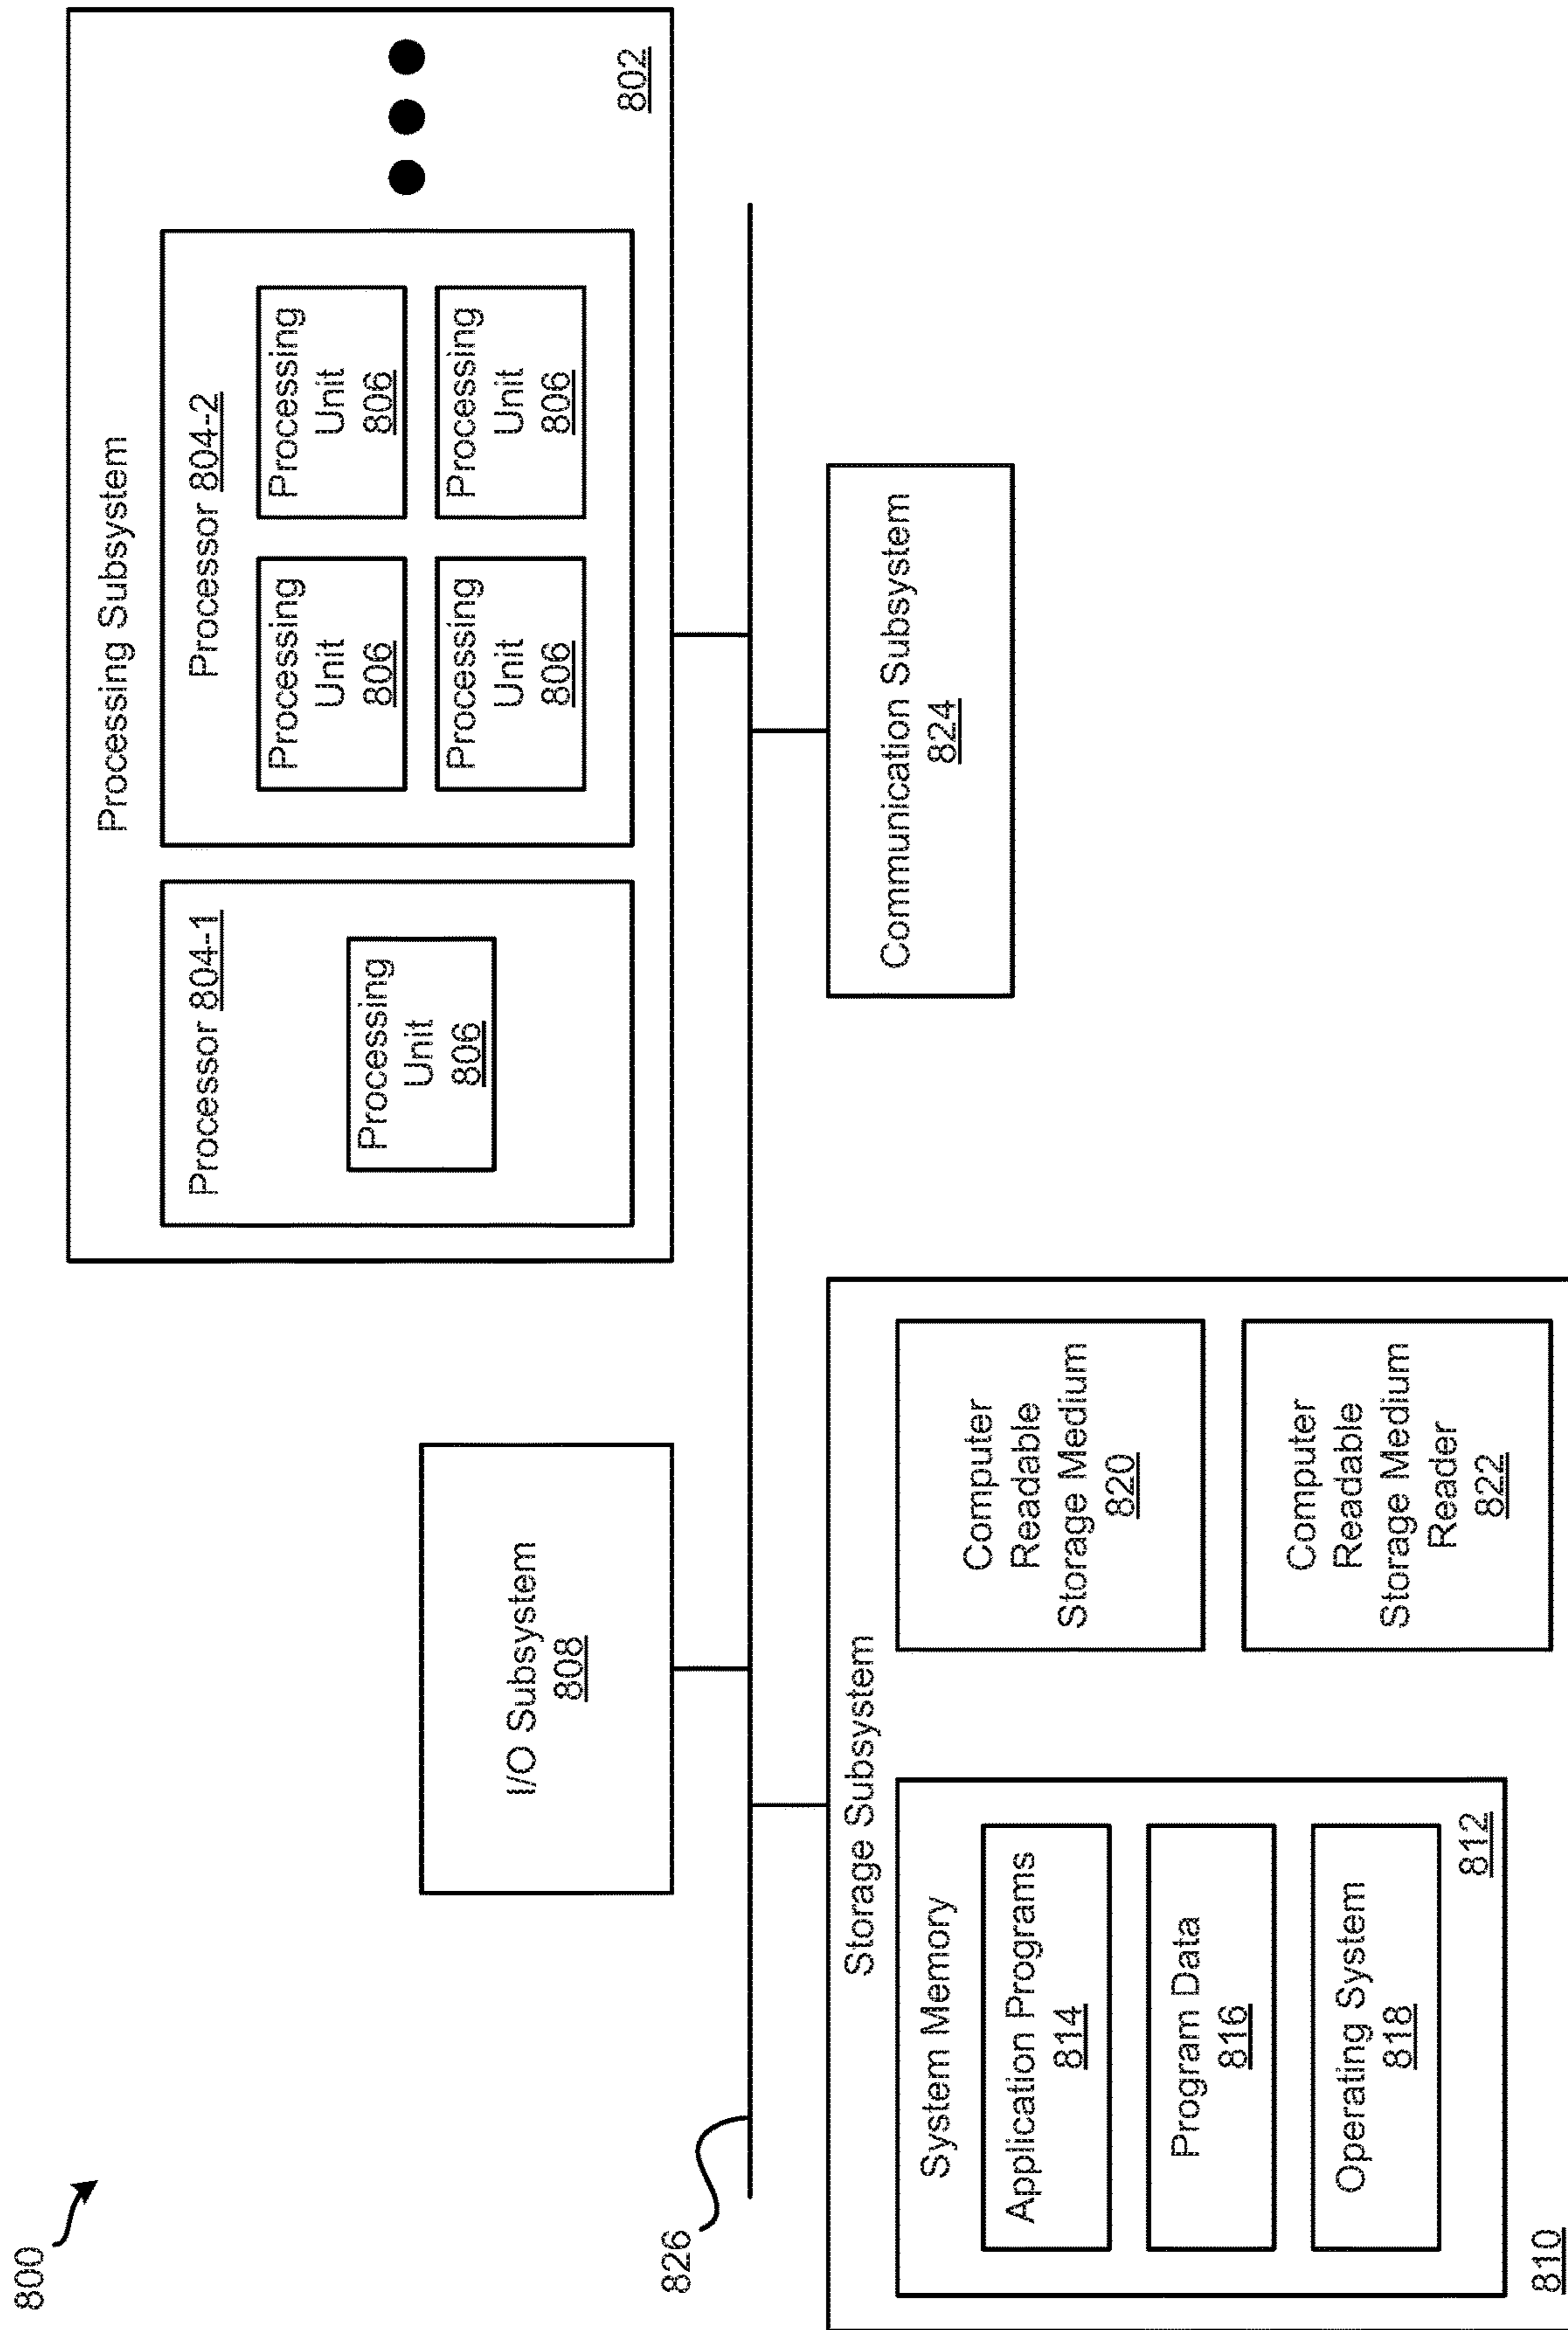 800
Processing Subsystem
Processor 804-1
Processing
Unit
806
Processor 804-2
Processing
Unit
806
Processing
Unit
806
Processing
Unit
806
Processing
Unit
806
802
I/O Subsystem
808
826
Storage Subsystem
System Memory
Application Programs
814
Program Data
816
Operating System
818
812
Computer
Readable
Storage Medium
820
Computer
Readable
Storage Medium
Reader
822
810
Communication Subsystem
824